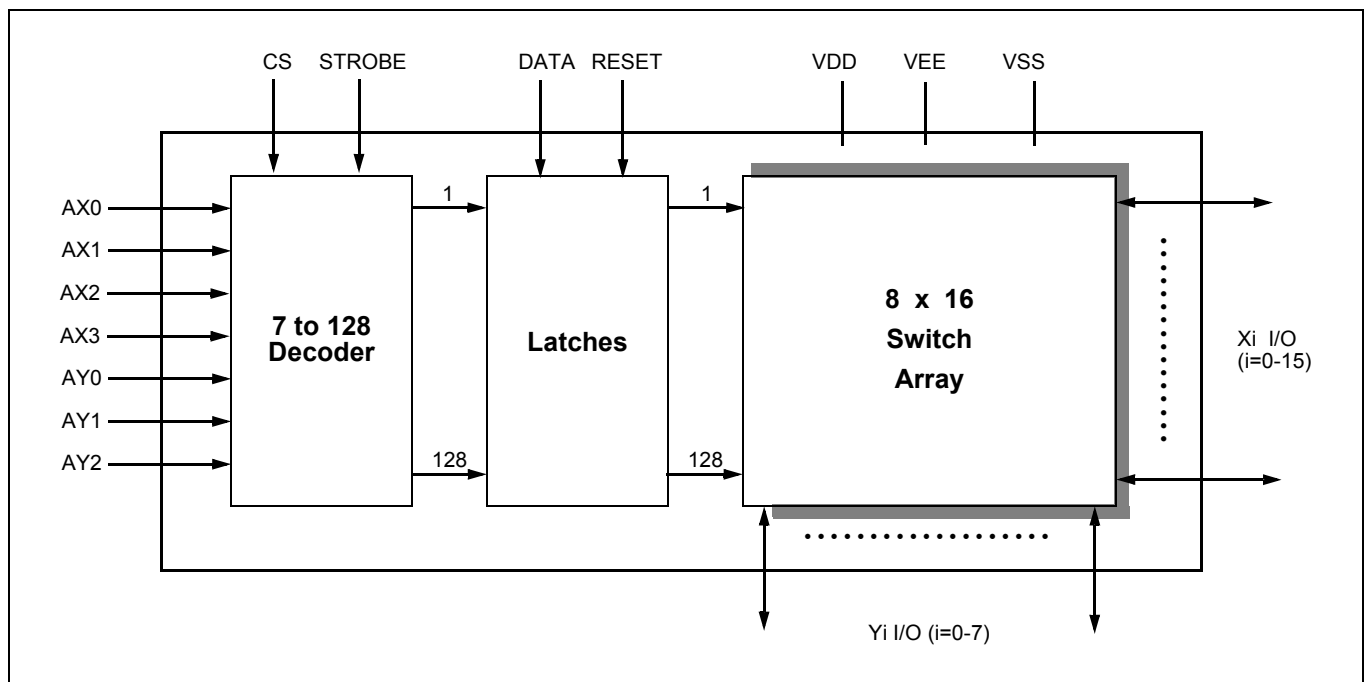 CS STROBE DATA RESET VDD VEE VSS
AX0
AX1
AX2
AX3
AY0
AY1
AY2
7 to 128
Decoder
1
128
Latches
1
128
8 x 16
Switch
Array
Xi I/O
(i=0-15)
Yi I/O (i=0-7)